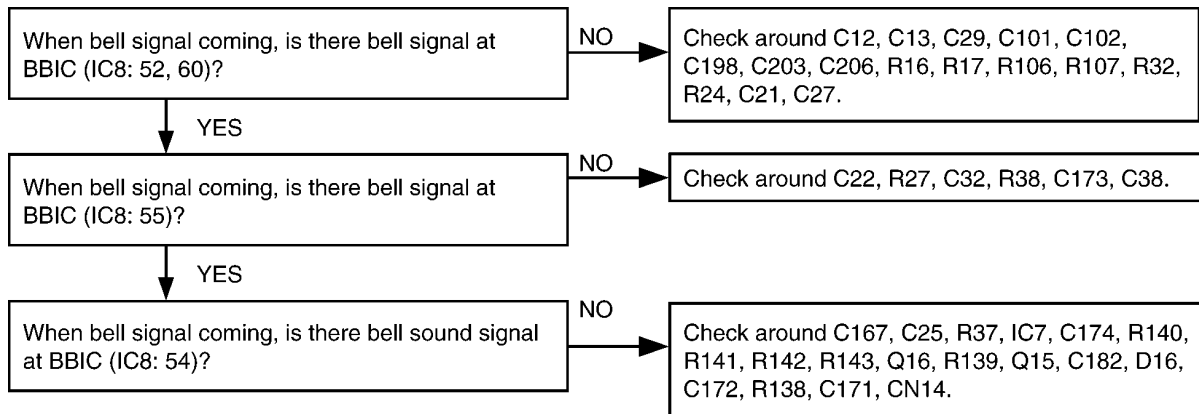 When bell signal coming, is there bell signal at
BBIC (IC8: 52, 60)?
NO
Check around C12, C13, C29, C101, C102,
C198, C203, C206, R16, R17, R106, R107, R32,
R24, C21, C27.
YES
When bell signal coming, is there bell signal at
BBIC (IC8: 55)?
NO
Check around C22, R27, C32, R38, C173, C38.
YES
When bell signal coming, is there bell sound signal
at BBIC (IC8: 54)?
NO
Check around C167, C25, R37, IC7, C174, R140,
R141, R142, R143, Q16, R139, Q15, C182, D16,
C172, R138, C171, CN14.